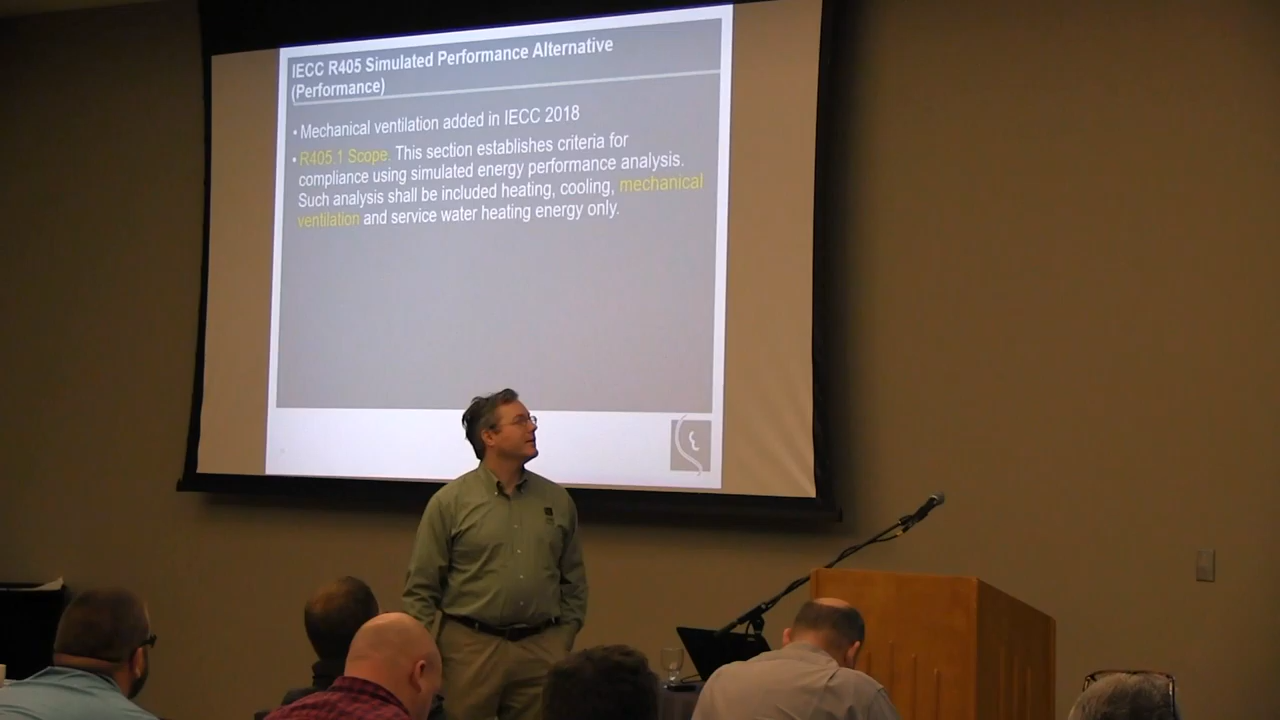 IECC R405 Simulated Performance Alternative
(Performance)
• Mechanical ventilation added in IECC 2018
• R405.1 Scope. This section establishes criteria for
compliance using simulated energy performance analysis.
Such analysis shall be included heating, cooling, mechanical
ventilation and service water heating energy only.